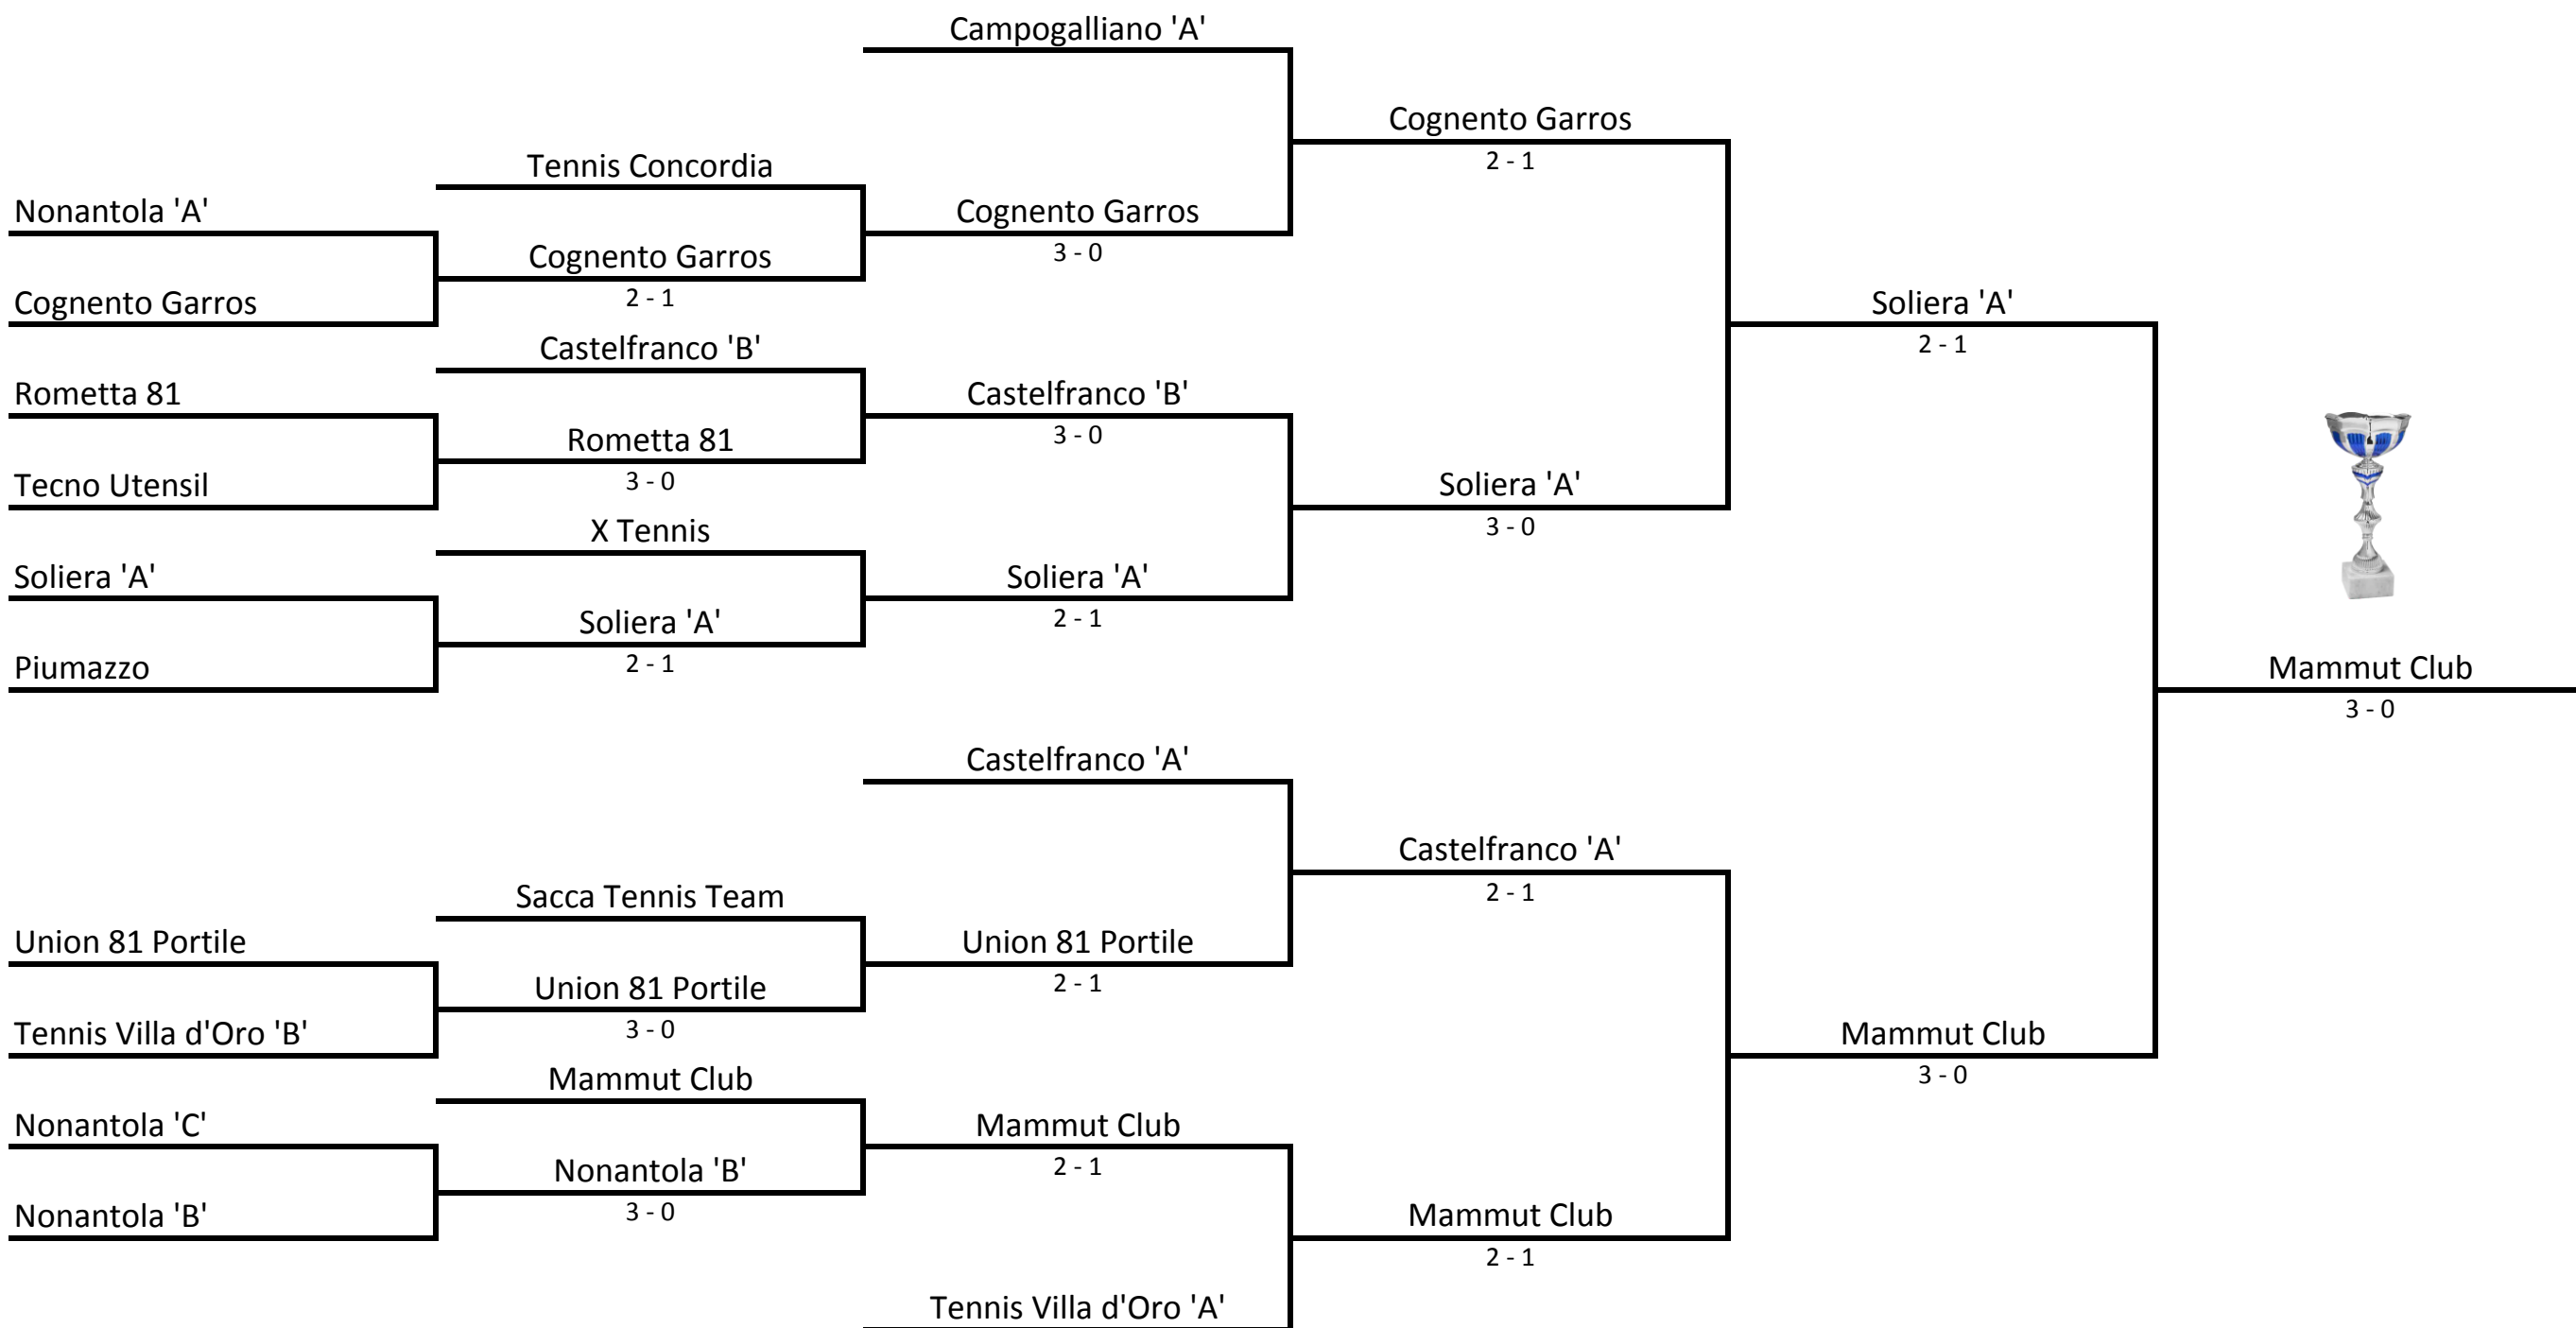 Campogalliano 'A'
Cognento Garros
2 - 1
Tennis Concordia
Nonantola 'A'
Cognento Garros
3 - 0
Cognento Garros
2 - 1
Cognento Garros
Soliera 'A'
2 - 1
Castelfranco 'B'
Rometta 81
Castelfranco 'B'
3 - 0
Rometta 81
3 - 0
Tecno Utensil
Soliera 'A'
3 - 0
X Tennis
Soliera 'A'
Soliera 'A'
2 - 1
Soliera 'A'
2 - 1
Piumazzo
Mammut Club
3 - 0
Castelfranco 'A'
Castelfranco 'A'
2 - 1
Sacca Tennis Team
Union 81 Portile
Union 81 Portile
2 - 1
Union 81 Portile
3 - 0
Tennis Villa d'Oro 'B'
Mammut Club
3 - 0
Mammut Club
Nonantola 'C'
Mammut Club
2 - 1
Nonantola 'B'
3 - 0
Nonantola 'B'
Mammut Club
2 - 1
Tennis Villa d'Oro 'A'